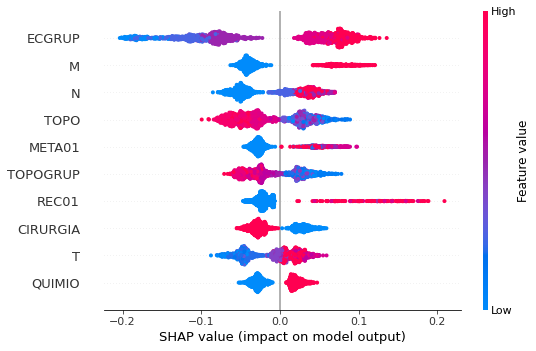 High
ECGRUP
M
N
TOPO
META01
TOPOGRUP
REC01
CIRURGIA
T
QUIMIO
Feature value
Low
−0.2 −0.1 0.0 0.1 0.2
SHAP value (impact on model output)